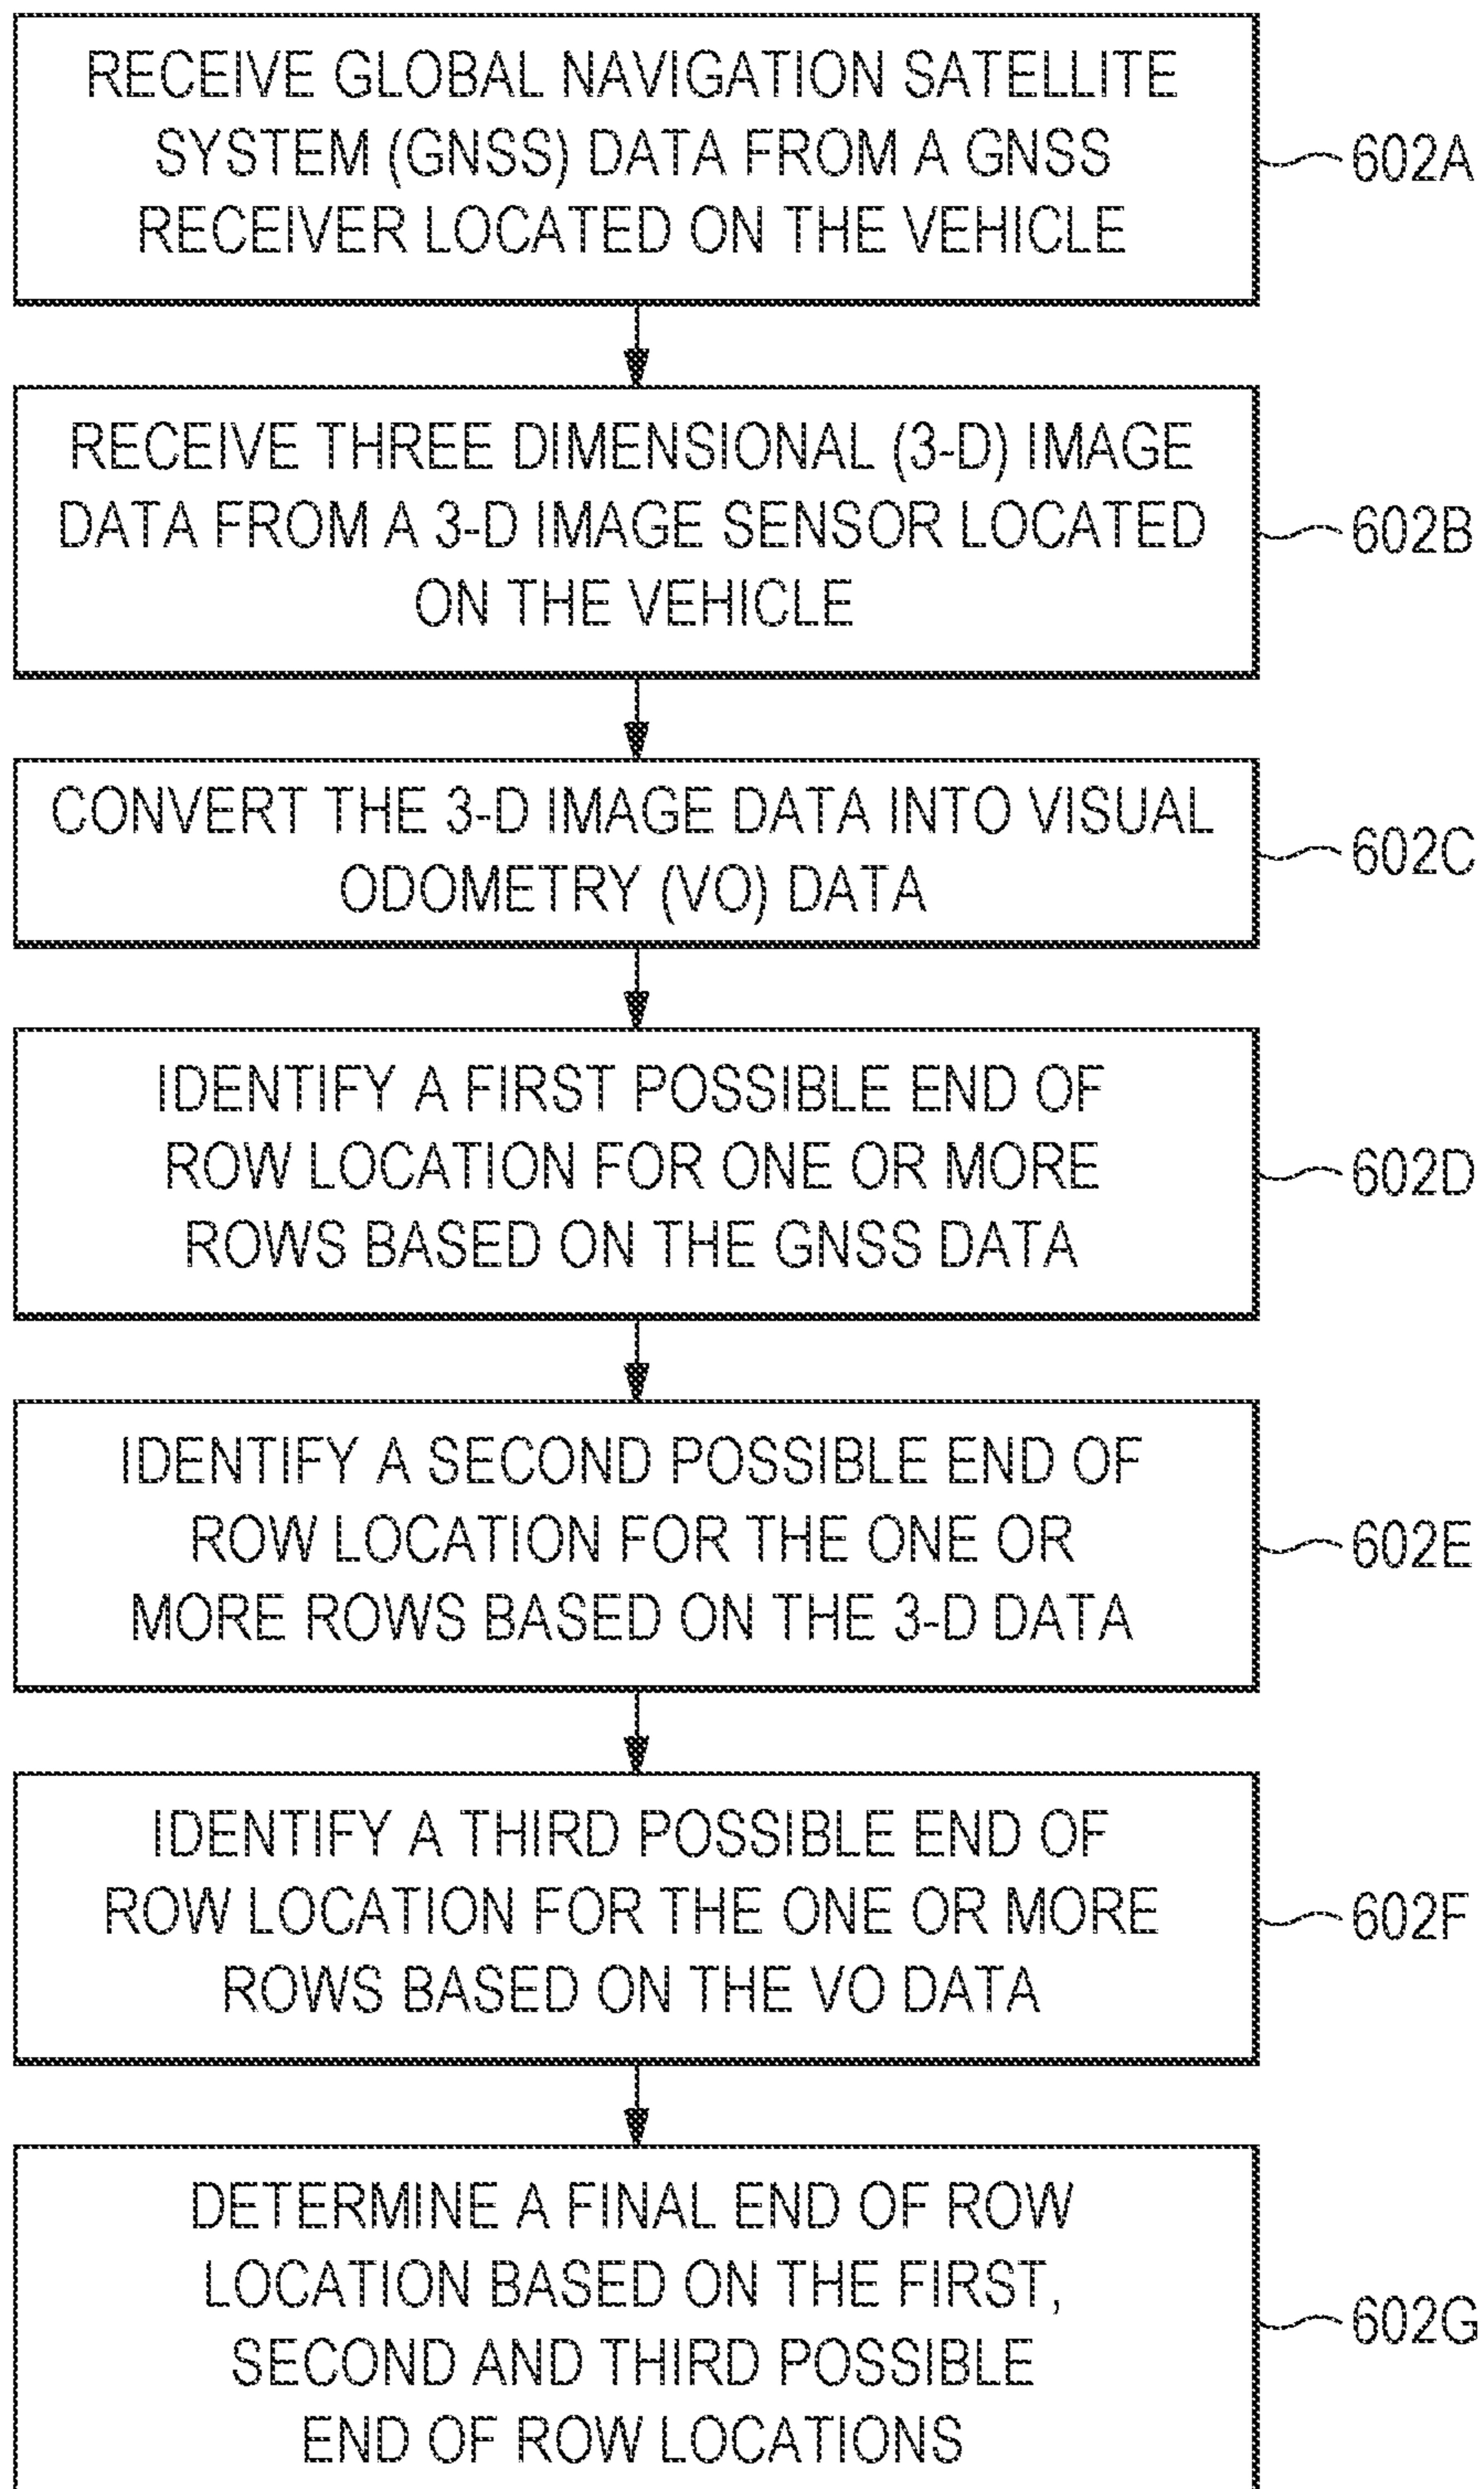 RECEIVE GLOBAL NAVIGATION SATELLITE
SYSTEM (GNSS) DATA FROM A GNSS
RECEIVER LOCATED ON THE VEHICLE
602A
RECEIVE THREE DIMENSIONAL (3-D) IMAGE
DATA FROM A 3-D IMAGE SENSOR LOCATED
ON THE VEHICLE
602B
CONVERT THE 3-D IMAGE DATA INTO VISUAL
ODOMETRY (VO) DATA
602C
IDENTIFY A FIRST POSSIBLE END OF
ROW LOCATION FOR ONE OR MORE
ROWS BASED ON THE GNSS DATA
602D
IDENTIFY A SECOND POSSIBLE END OF
ROW LOCATION FOR THE ONE OR
MORE ROWS BASED ON THE 3-D DATA
602E
IDENTIFY A THIRD POSSIBLE END OF
ROW LOCATION FOR THE ONE OR MORE
ROWS BASED ON THE VO DATA
602F
DETERMINE A FINAL END OF ROW
LOCATION BASED ON THE FIRST,
SECOND AND THIRD POSSIBLE
END OF ROW LOCATIONS
602G